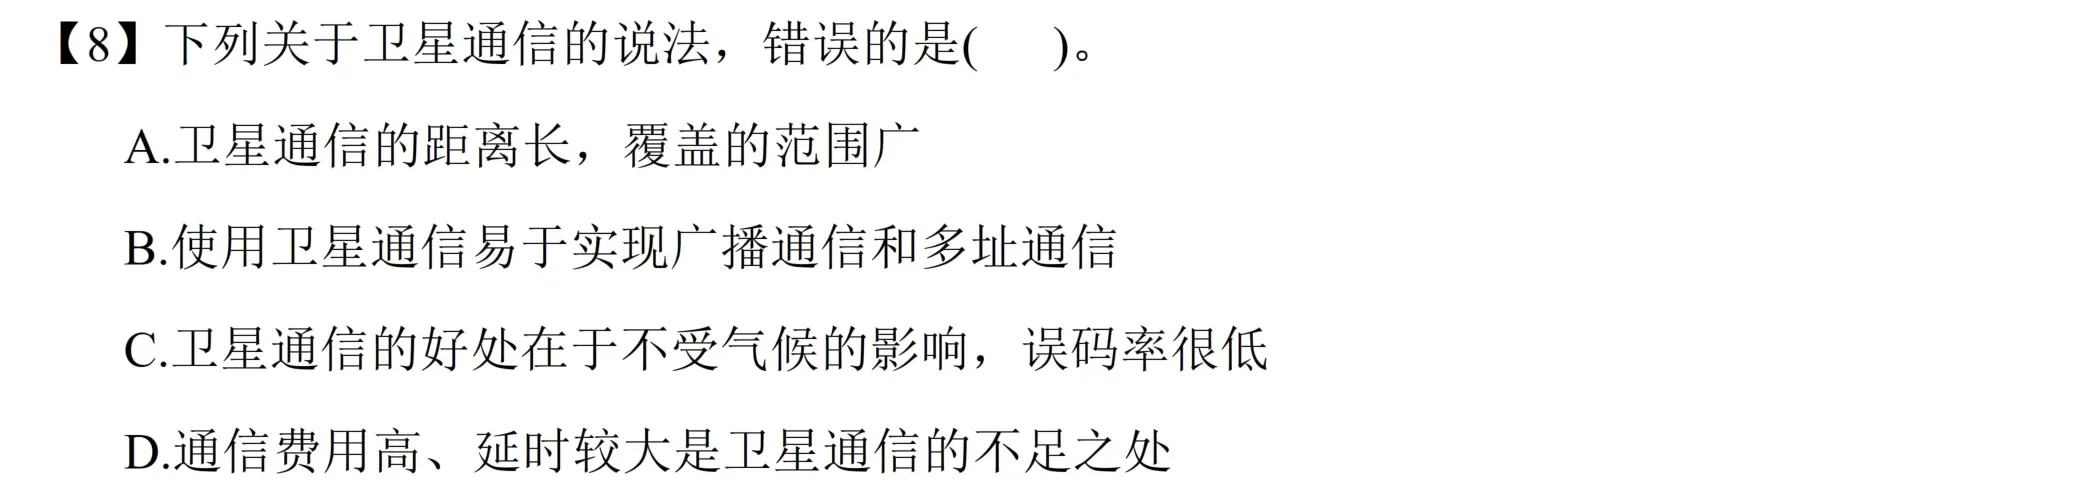 【8】下列关于卫星通信的说法，错误的是(    )。
A.卫星通信的距离长，覆盖的范围广
B.使用卫星通信易于实现广播通信和多址通信
C.卫星通信的好处在于不受气候的影响，误码率很低
D.通信费用高、延时较大是卫星通信的不足之处